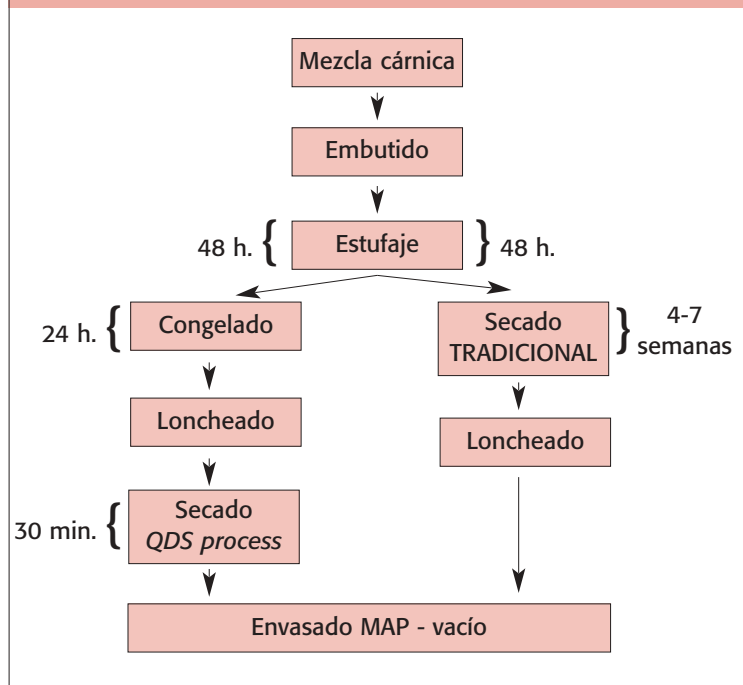 Mezcla cárnica
Embutido
48 h. { Estufaje } 48 h.
24 h. { Congelado
Secado
TRADICIONAL } 4-7
semanas
Loncheado
Loncheado
30 min. { Secado
QDS process
Envasado MAP - vacío